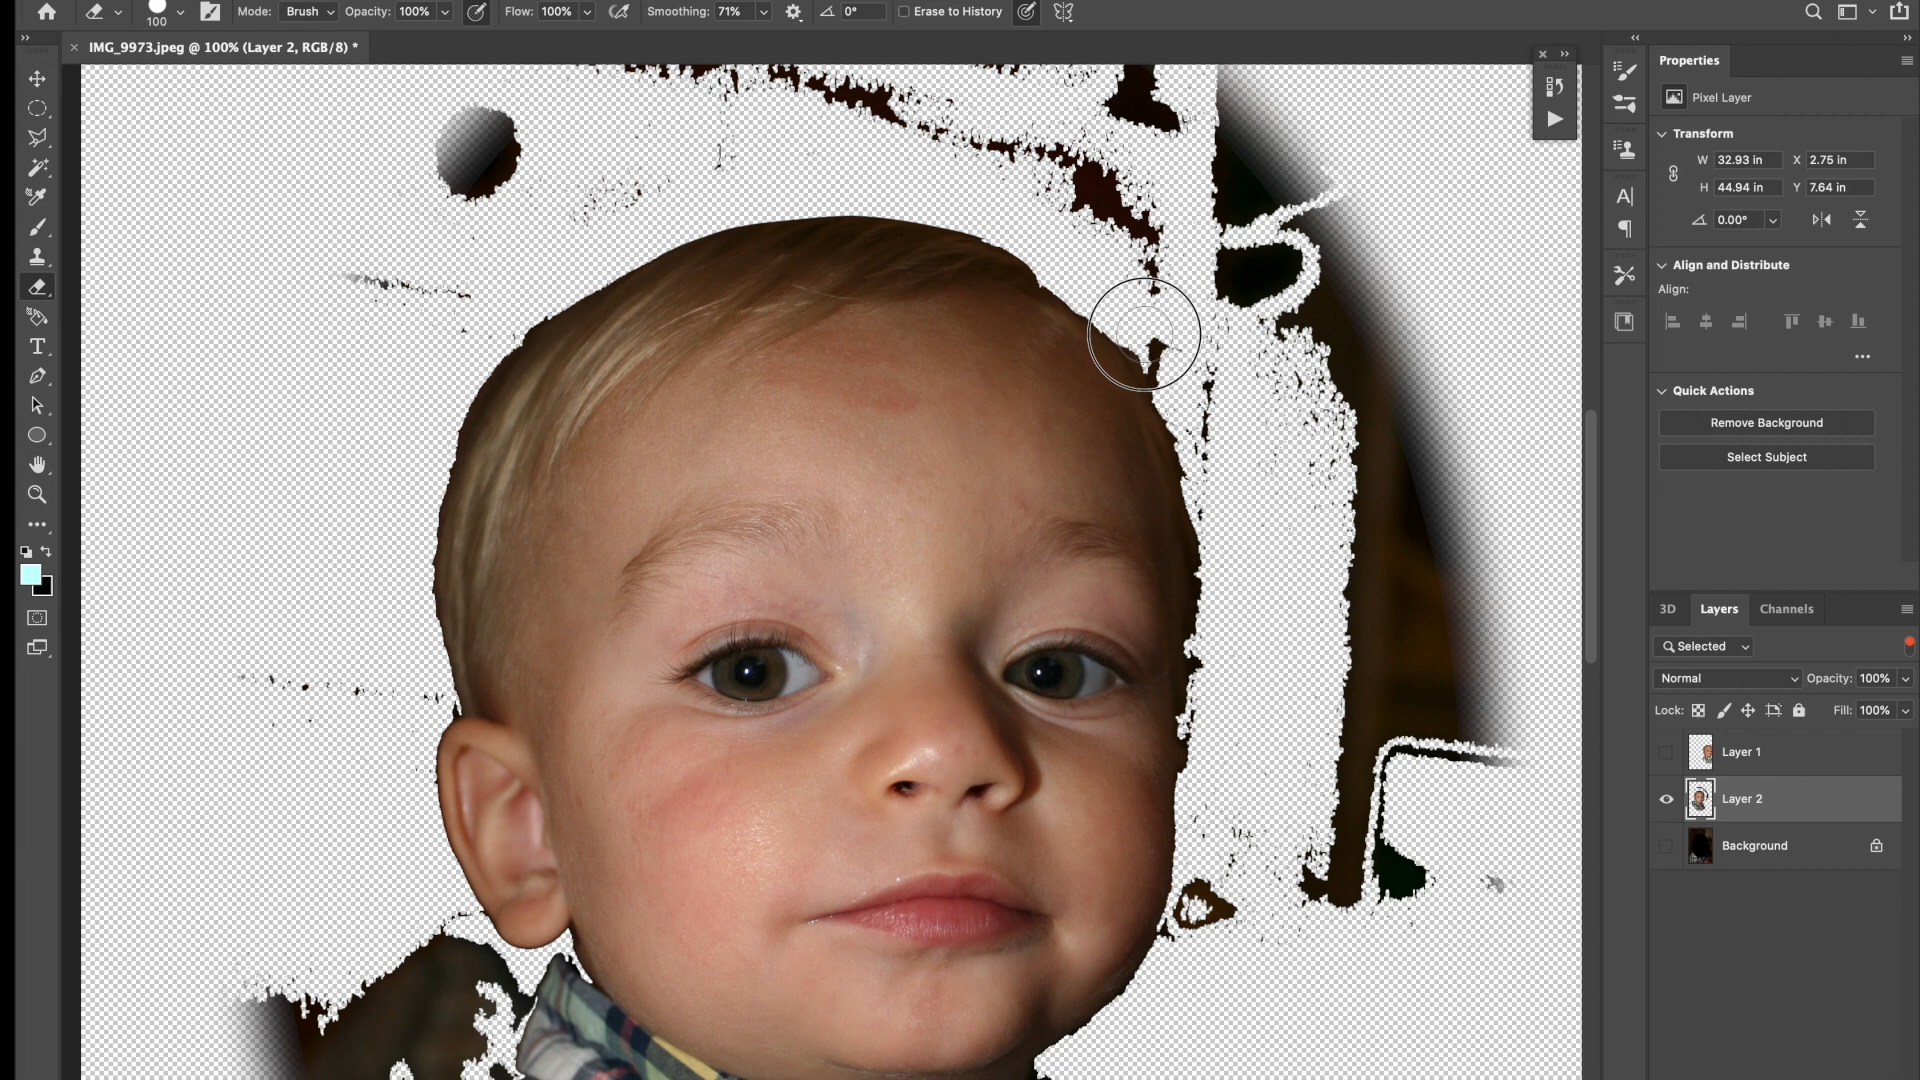 100 Mode: Brush Opacity: 100% Flow: 100% Smoothing: 71% 0° Erase to History
IMG_9973.jpeg @ 100% (Layer 2, RGB/8) *
Properties
Pixel Layer
Transform
W 32.93 in X 2.75 in
H 44.94 in Y 7.64 in
0.00°
Align and Distribute
Align:
Quick Actions
Remove Background
Select Subject
3D Layers Channels
Selected
Normal Opacity: 100%
Lock: Fill: 100%
Layer 1
Layer 2
Background